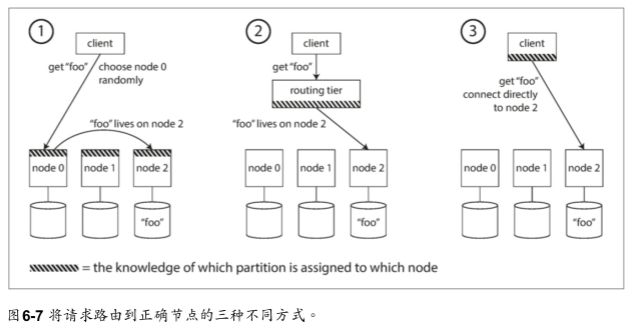 1
client
get "foo"
choose node 0
randomly
"foo" lives on node 2
node 0
node 1
node 2
"foo"
2
client
get "foo"
routing tier
"foo" lives on node 2
node 0
node 1
node 2
"foo"
3
client
get "foo"
connect directly
to node 2
node 0
node 1
node 2
"foo"
= the knowledge of which partition is assigned to which node
图6-7 将请求路由到正确节点的三种不同方式。